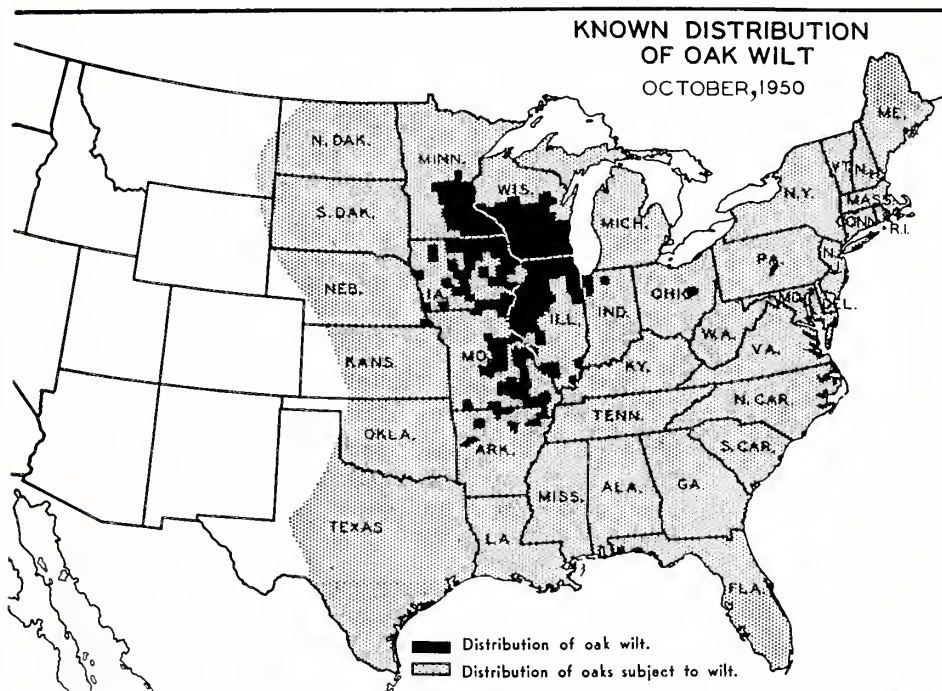 KNOWN DISTRIBUTION
OF OAK WILT
OCTOBER, 1950
ME.
N. DAK.
MINN.
VT.
N.H.
WIS.
N.Y.
MASS.
S. DAK.
MICH.
CONN.
R.I.
PA.
N.J.
NEB.
IA.
OHIO
ILL.
IND.
MD.
DEL.
W.A.
KANS.
MO.
KY.
VA.
N. CAR.
TENN.
OKLA.
ARK.
S. CAR.
MISS.
ALA.
GA.
TEXAS
LA.
FLA.
Distribution of oak wilt.
Distribution of oaks subject to wilt.